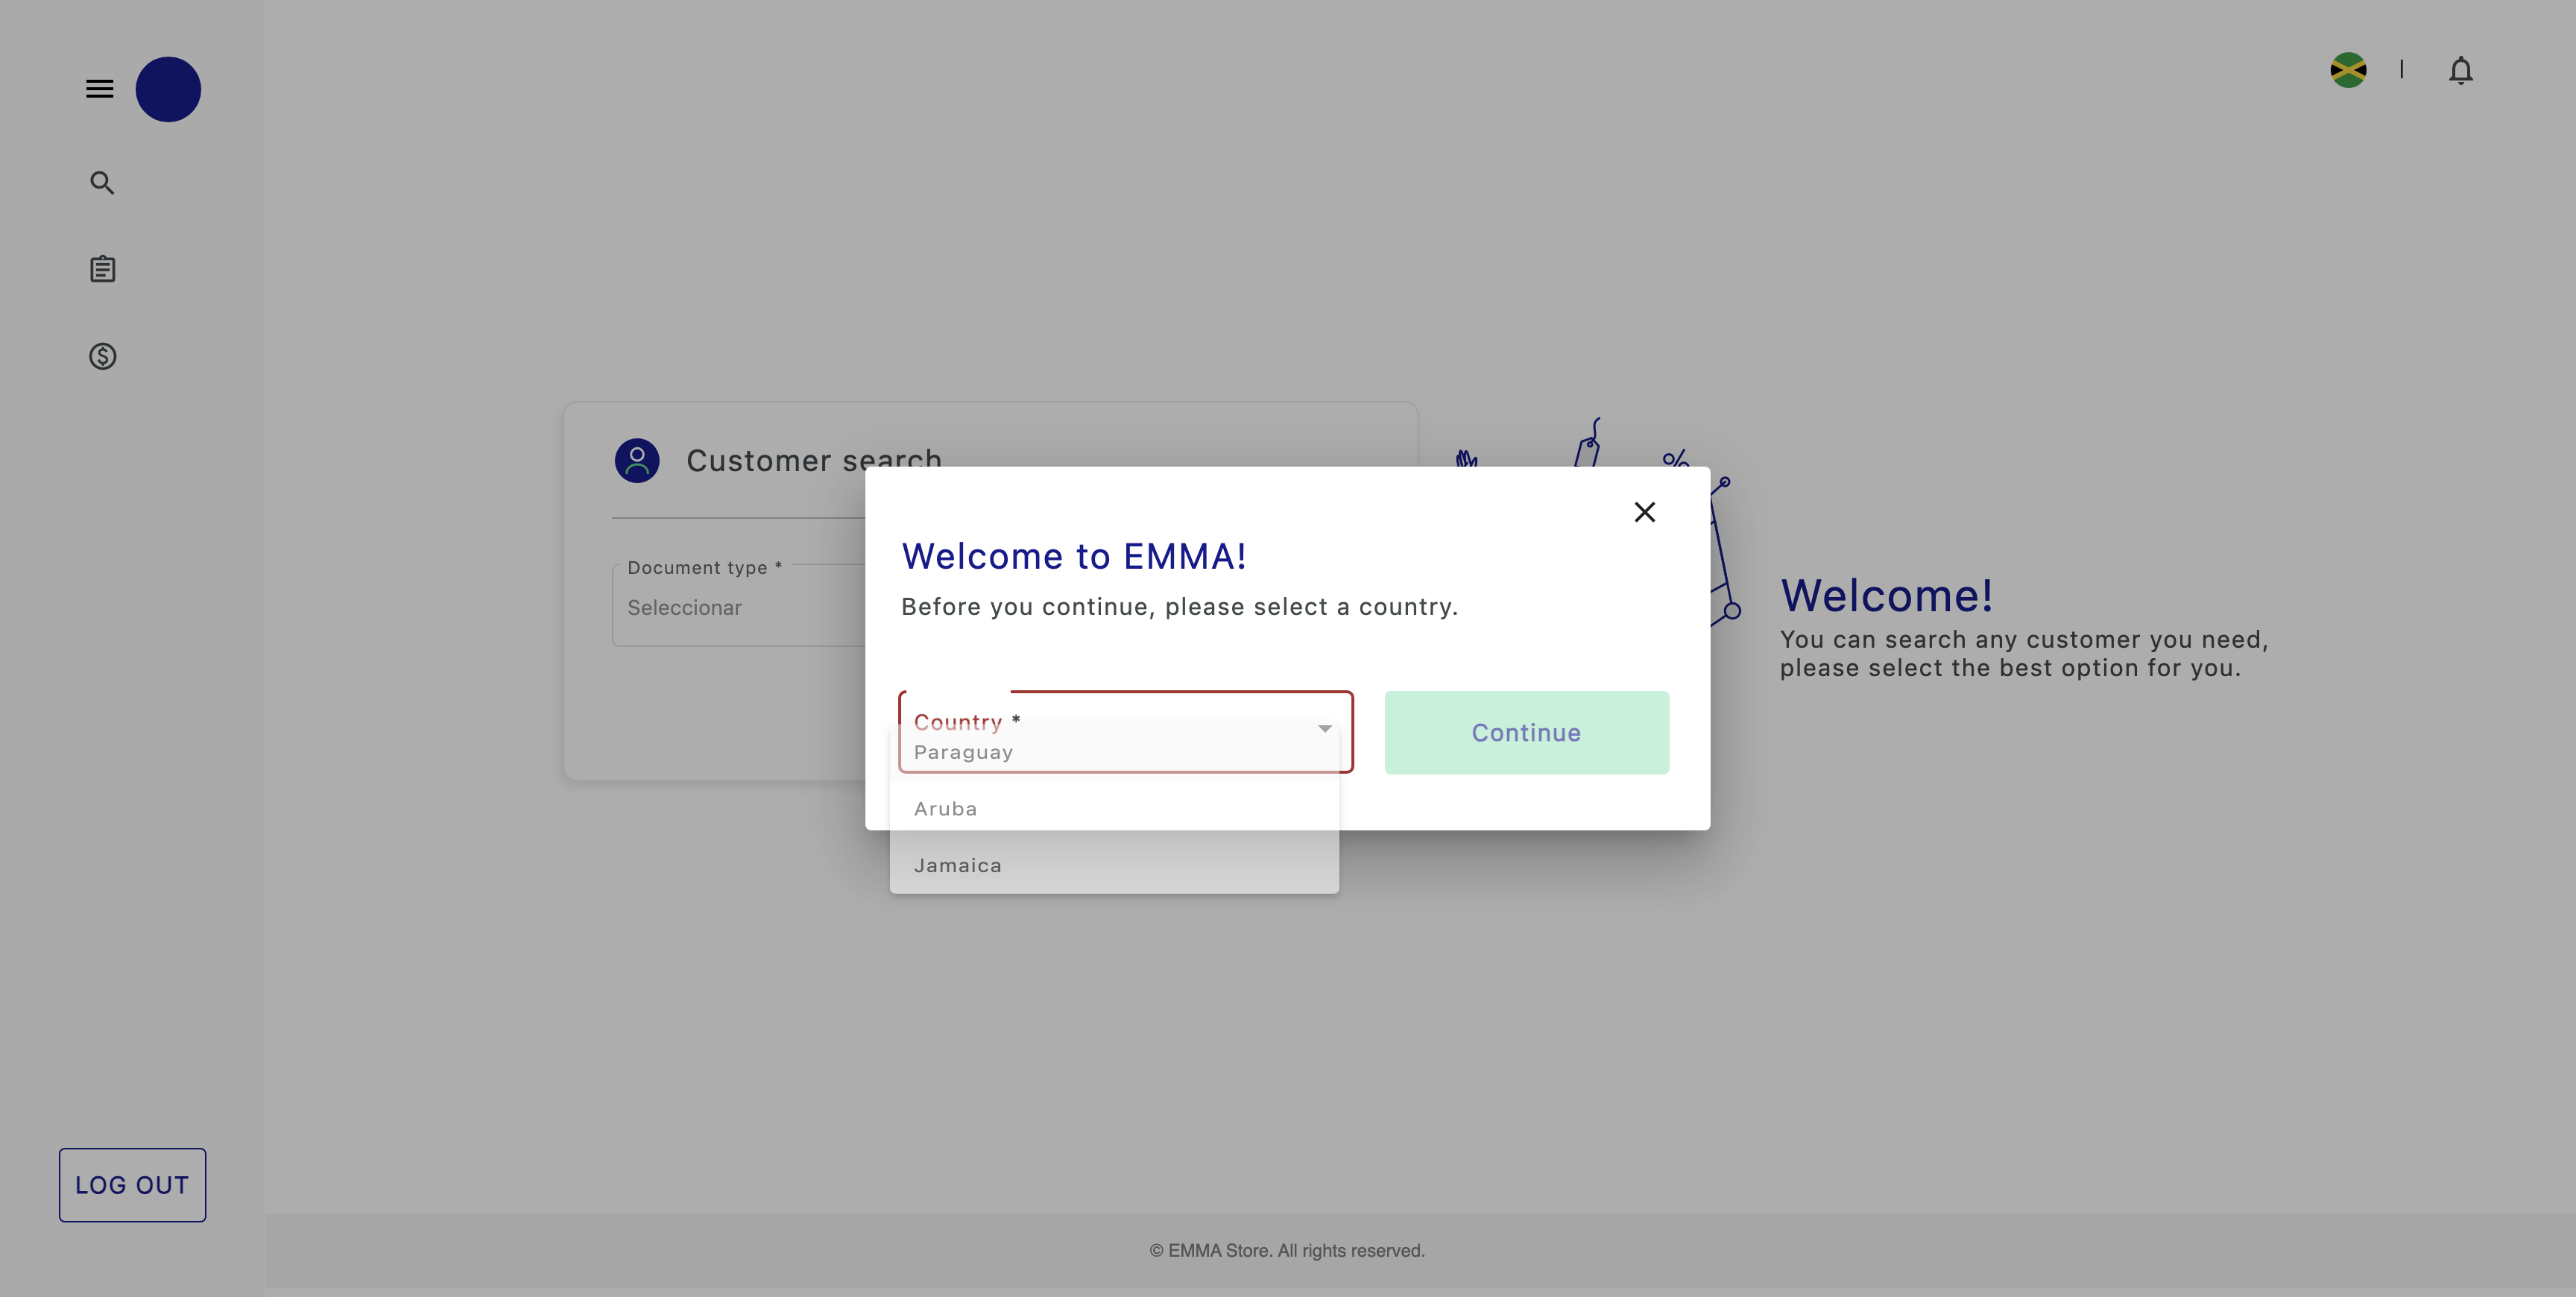 Customer search
Document type *
Seleccionar
Welcome to EMMA!
Before you continue, please select a country.
Country *
Paraguay
Aruba
Jamaica
Continue
Welcome!
You can search any customer you need,
please select the best option for you.
LOG OUT
© EMMA Store. All rights reserved.